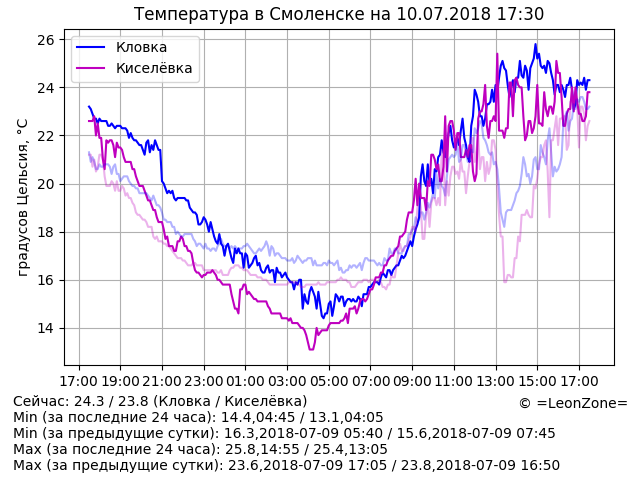 Температура в Смоленске на 10.07.2018 17:30
Кловка
Киселёвка
градусов Цельсия, °C
26
24
22
20
18
16
14
17:00 19:00 21:00 23:00 01:00 03:00 05:00 07:00 09:00 11:00 13:00 15:00 17:00
Сейчас: 24.3 / 23.8 (Кловка / Киселёвка)
© =LeonZone=
Min (за последние 24 часа): 14.4,04:45 / 13.1,04:05
Min (за предыдущие сутки): 16.3,2018-07-09 05:40 / 15.6,2018-07-09 07:45
Max (за последние 24 часа): 25.8,14:55 / 25.4,13:05
Max (за предыдущие сутки): 23.6,2018-07-09 17:05 / 23.8,2018-07-09 16:50